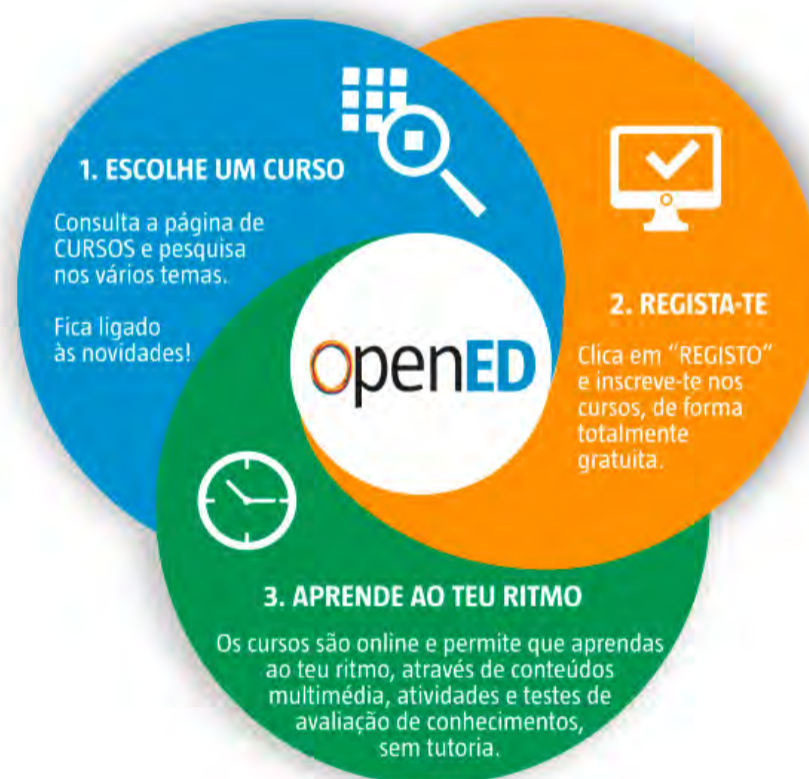 1. ESCOLHE UM CURSO
Consulta a página de
CURSOS e pesquisa
nos vários temas.
Fica ligado
às novidades!
2. REGISTA-TE
Clica em “REGISTO”
e inscreve-te nos
cursos, de forma
totalmente
gratuita.
openED
3. APRENDE AO TEU RITMO
Os cursos são online e permite que aprendas
ao teu ritmo, através de conteúdos
multimédia, atividades e testes de
avaliação de conhecimentos,
sem tutoria.